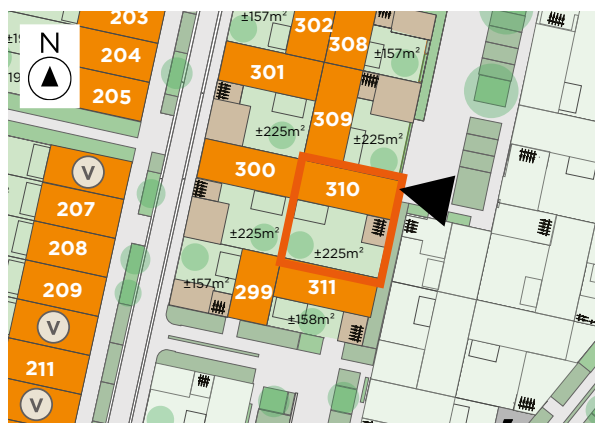 N
203
204
205
±157m²
302
308
±157m²
301
309
±225m²
±225m²
300
310
V
207
208
209
V
211
V
±225m²
±225m²
299
311
±157m²
±158m²